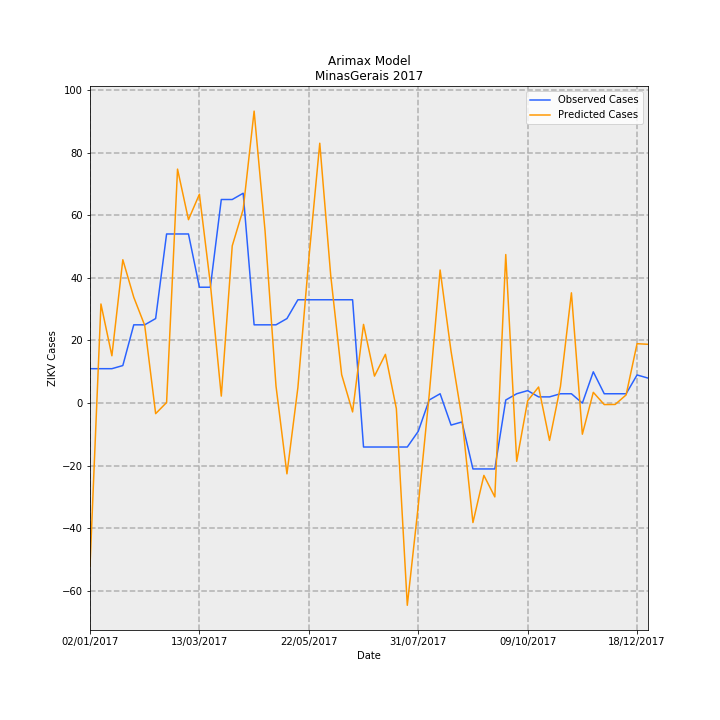 Arimax Model
MinasGerais 2017
Observed Cases
Predicted Cases
ZIKV Cases
100
80
60
40
20
0
−20
−40
−60
02/01/2017
13/03/2017
22/05/2017
31/07/2017
09/10/2017
18/12/2017
Date